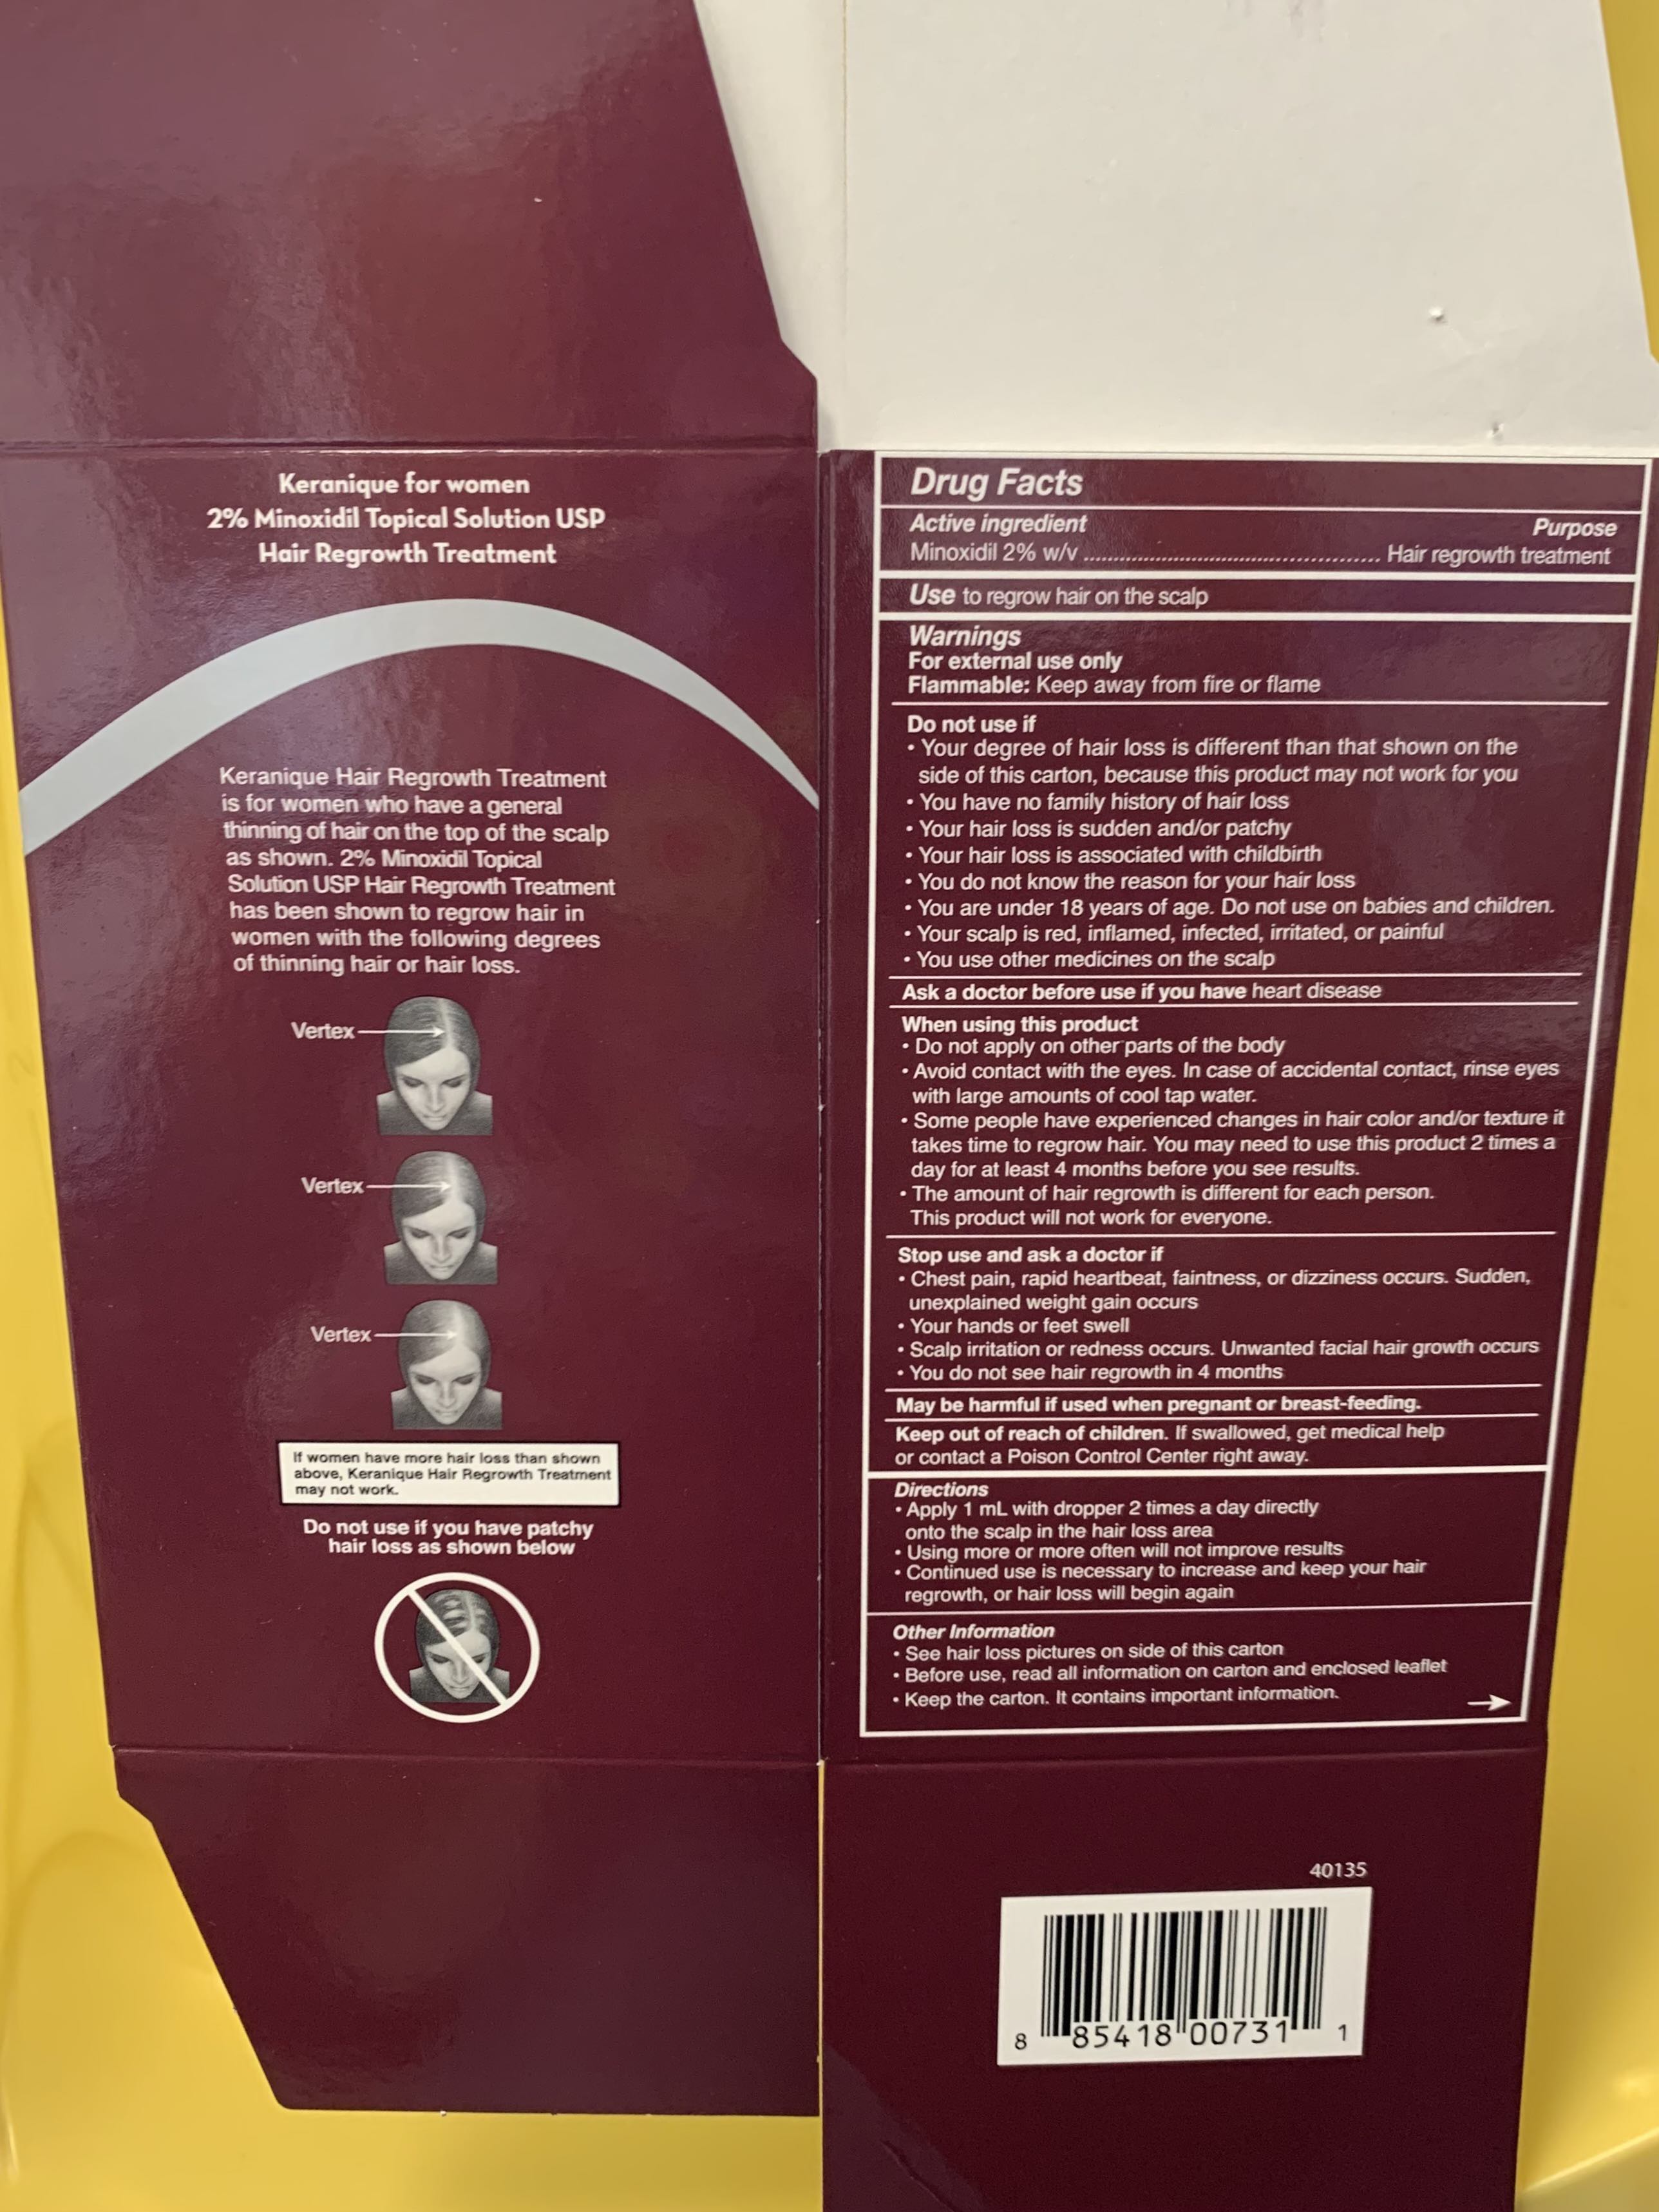 Keranique for women
2% Minoxidil Topical Solution USP
Hair Regrowth Treatment
Keranique Hair Regrowth Treatment
is for women who have a general
thinning of hair on the top of the scalp
as shown. 2% Minoxidil Topical
Solution USP Hair Regrowth Treatment
has been shown to regrow hair in
women with the following degrees
of thinning hair or hair loss.
Vertex
Vertex
Vertex
If women have more hair loss than shown
above, Keranique Hair Regrowth Treatment
may not work.
Do not use if you have patchy
hair loss as shown below
Drug Facts
Active ingredient Purpose
Minoxidil 2% w/v ............................................ Hair regrowth treatment
Use to regrow hair on the scalp
Warnings
For external use only
Flammable: Keep away from fire or flame
Do not use if
• Your degree of hair loss is different than that shown on the
side of this carton, because this product may not work for you
• You have no family history of hair loss
• Your hair loss is sudden and/or patchy
• Your hair loss is associated with childbirth
• You do not know the reason for your hair loss
• You are under 18 years of age. Do not use on babies and children.
• Your scalp is red, inflamed, infected, irritated, or painful
• You use other medicines on the scalp
Ask a doctor before use if you have heart disease
When using this product
• Do not apply on other parts of the body
• Avoid contact with the eyes. In case of accidental contact, rinse eyes
with large amounts of cool tap water.
• Some people have experienced changes in hair color and/or texture it
takes time to regrow hair. You may need to use this product 2 times a
day for at least 4 months before you see results.
• The amount of hair regrowth is different for each person.
This product will not work for everyone.
Stop use and ask a doctor if
• Chest pain, rapid heartbeat, faintness, or dizziness occurs. Sudden,
unexplained weight gain occurs
• Your hands or feet swell
• Scalp irritation or redness occurs. Unwanted facial hair growth occurs
• You do not see hair regrowth in 4 months
May be harmful if used when pregnant or breast-feeding.
Keep out of reach of children. If swallowed, get medical help
or contact a Poison Control Center right away.
Directions
• Apply 1 mL with dropper 2 times a day directly
onto the scalp in the hair loss area
• Using more or more often will not improve results
• Continued use is necessary to increase and keep your hair
regrowth, or hair loss will begin again
Other Information
• See hair loss pictures on side of this carton
• Before use, read all information on carton and enclosed leaflet
• Keep the carton. It contains important information.
40135
8 85418 00731 1